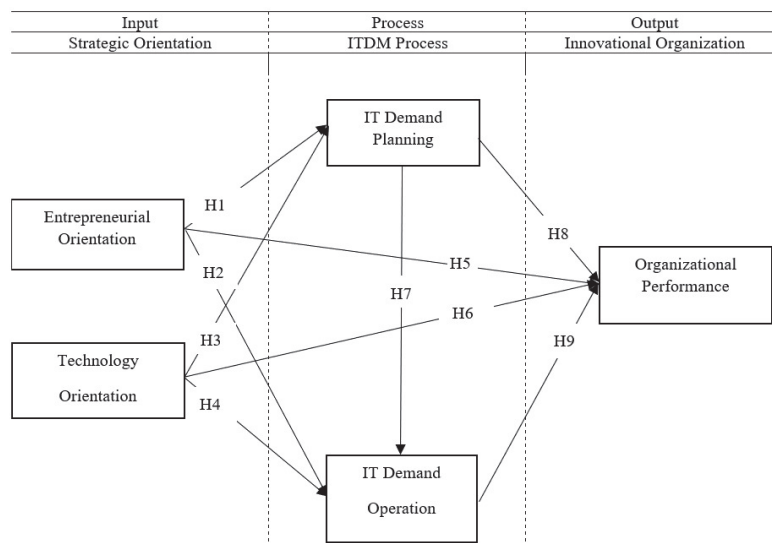 Input
Process
Output
Strategic Orientation
ITDM Process
Innovational Organization
IT Demand
Planning
H1
Entrepreneurial
Orientation
H8
H2
H5
Organizational
Performance
H7
H6
H3
H9
Technology
Orientation
H4
IT Demand
Operation